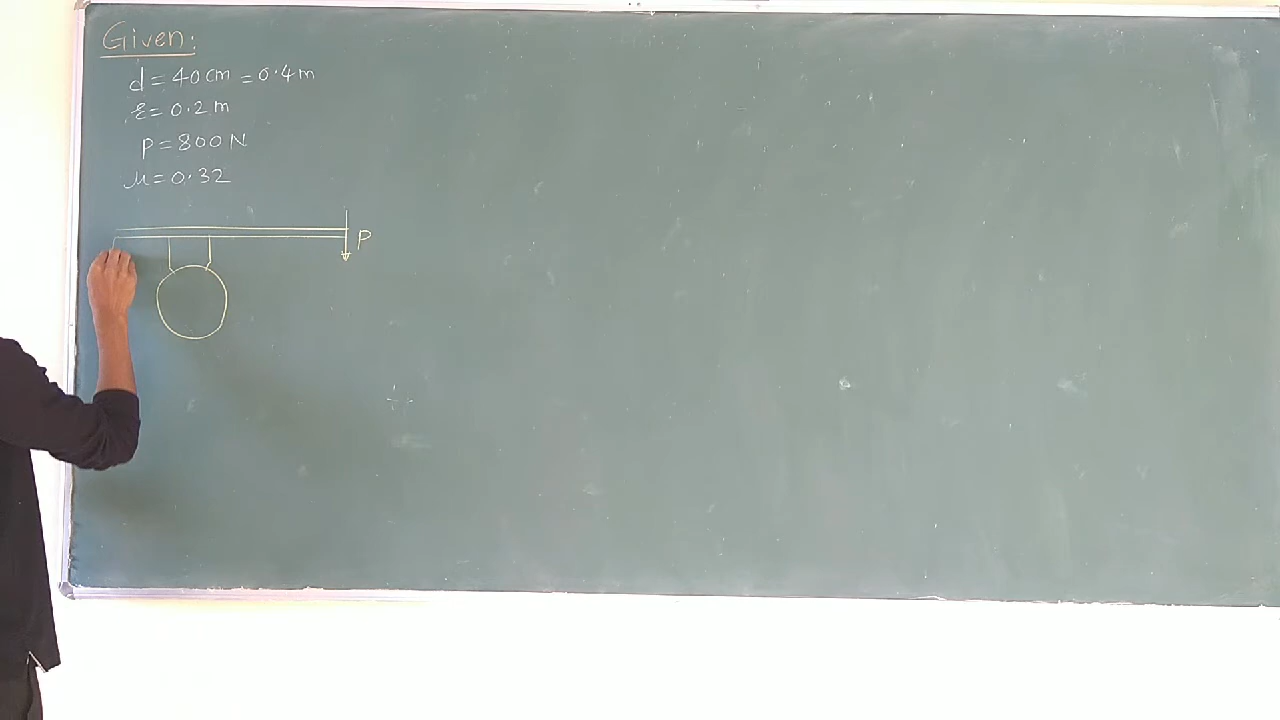 Given:
d = 40 cm = 0.4 m
r = 0.2 m
P = 800 N
μ = 0.32
P